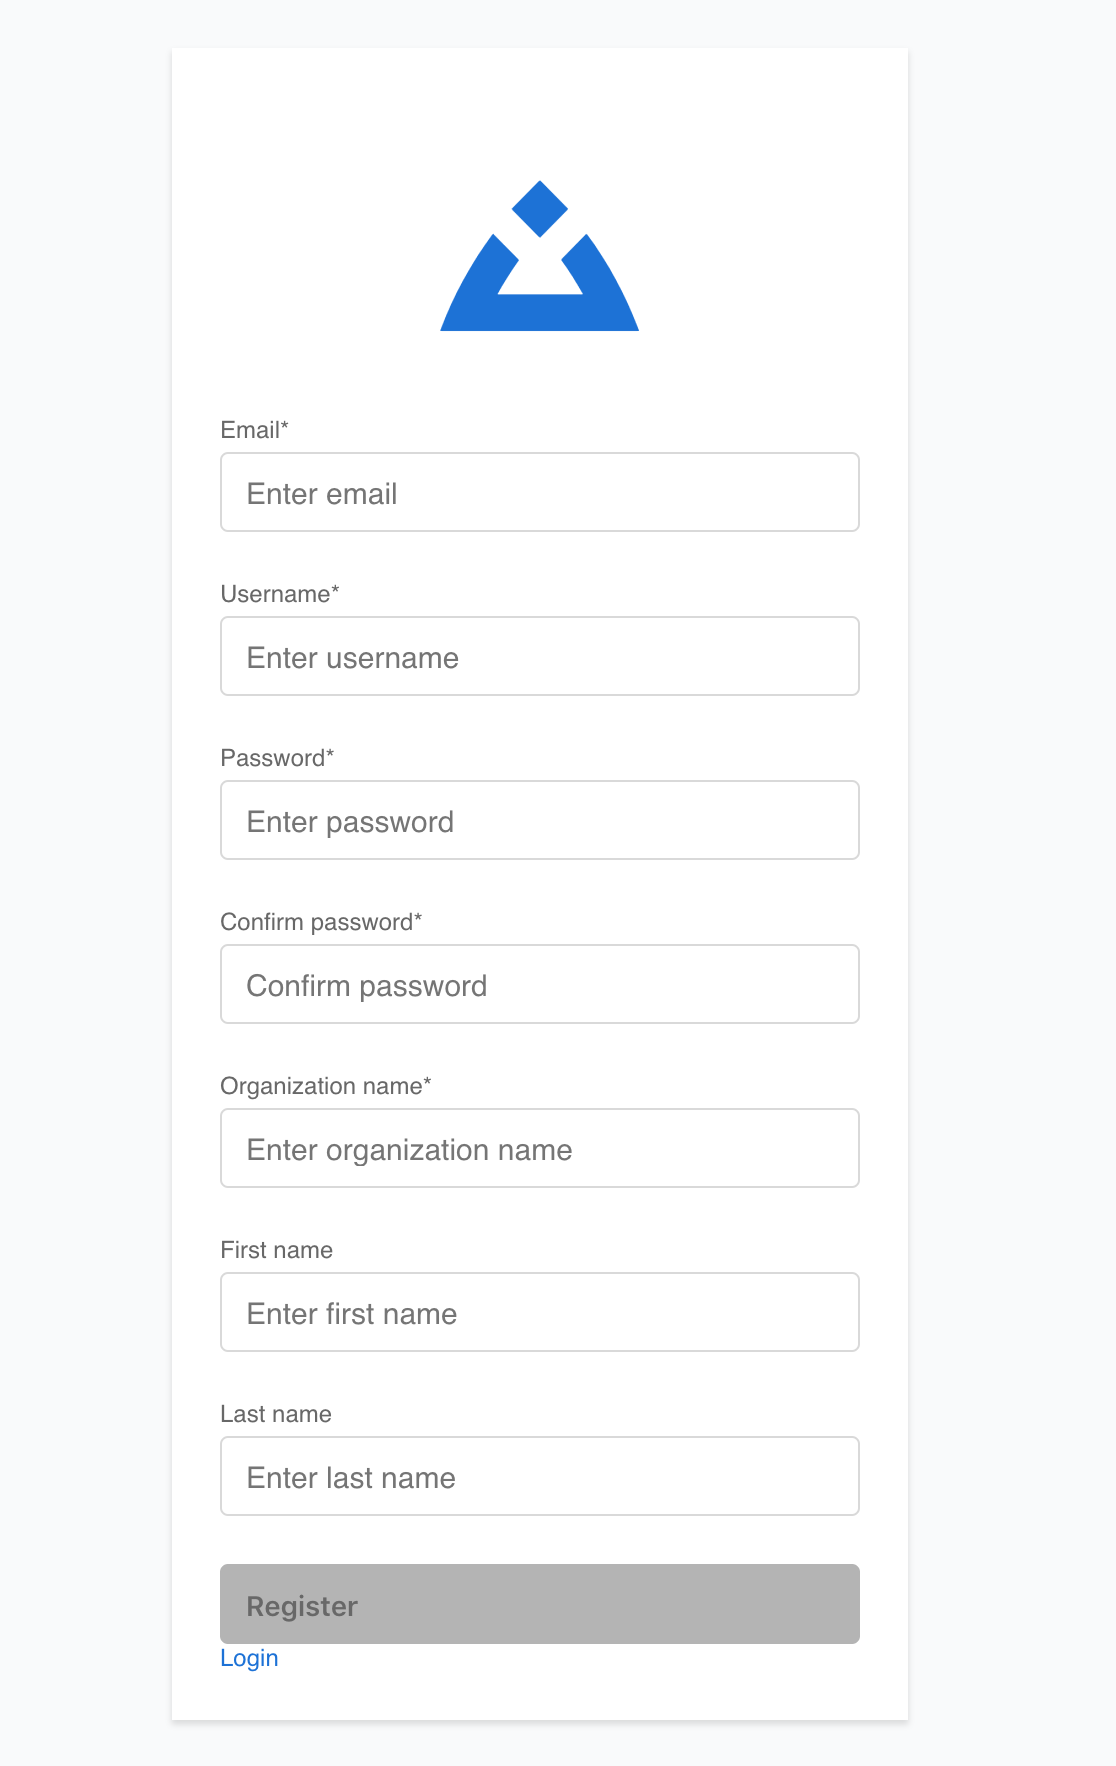 Email*
Enter email
Username*
Enter username
Password*
Enter password
Confirm password*
Confirm password
Organization name*
Enter organization name
First name
Enter first name
Last name
Enter last name
Register
Login